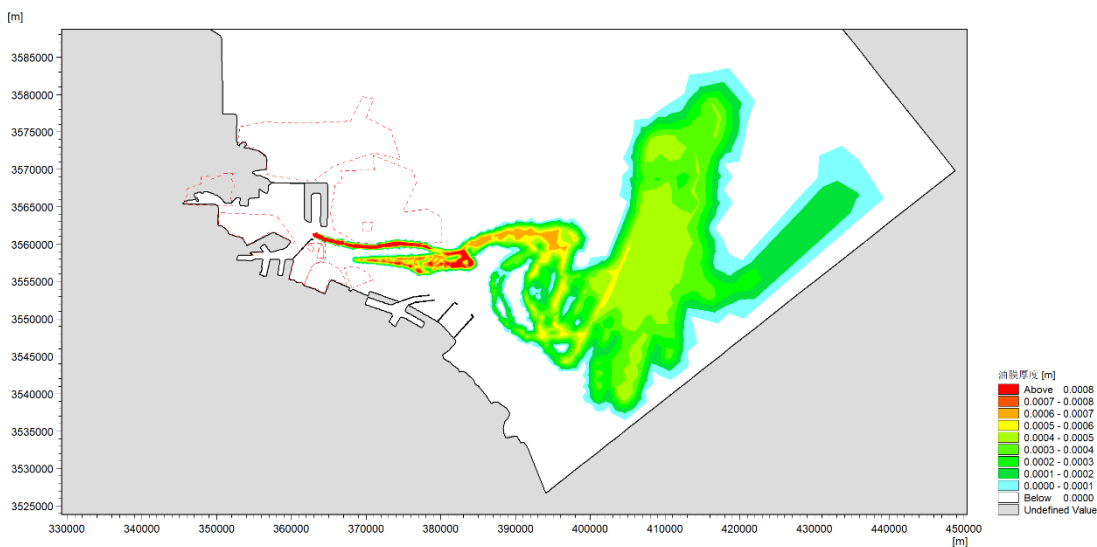 [m]
3585000
3580000
3575000
3570000
3565000
3560000
3555000
3550000
3545000
3540000
3535000
3530000
3525000
330000 340000 350000 360000 370000 380000 390000 400000 410000 420000 430000 440000 450000
[m]
油膜厚度 [m]
Above 0.0008
0.0007 - 0.0008
0.0006 - 0.0007
0.0005 - 0.0006
0.0004 - 0.0005
0.0003 - 0.0004
0.0002 - 0.0003
0.0001 - 0.0002
0.0000 - 0.0001
Below 0.0000
Undefined Value